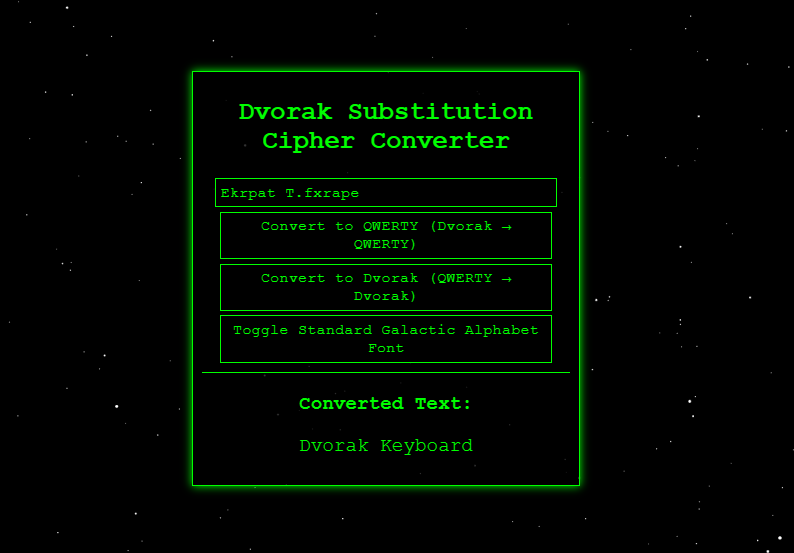 Dvorak Substitution
Cipher Converter
Ekrpat T.fxrape
Convert to QWERTY (Dvorak →
QWERTY)
Convert to Dvorak (QWERTY →
Dvorak)
Toggle Standard Galactic Alphabet
Font
Converted Text:
Dvorak Keyboard